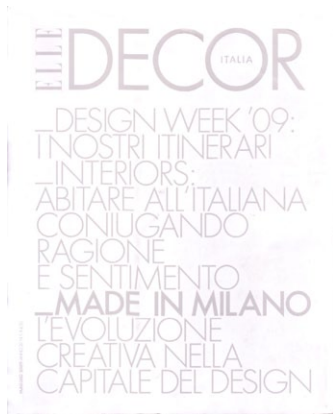 ELLE
DECOR
ITALIA
_DESIGN WEEK '09:
I NOSTRI ITINERARI
_INTERIORS:
ABITARE ALL'ITALIANA
CONIUGANDO
RAGIONE
E SENTIMENTO
_MADE IN MILANO
L'EVOLUZIONE
CREATIVA NELLA
CAPITALE DEL DESIGN